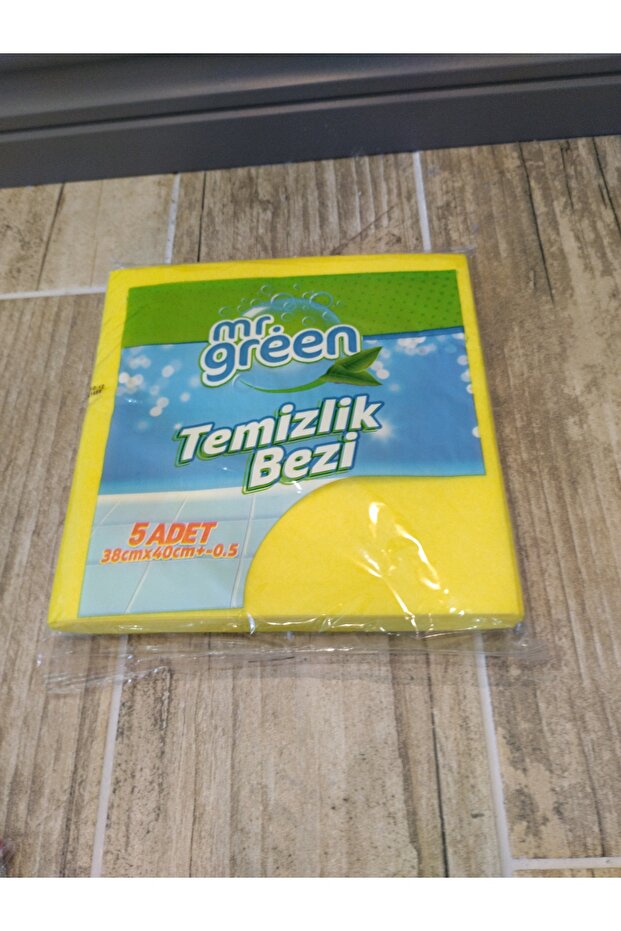 mr.
green
Temizlik
Bezi
5 ADET
38cmx40cm+-0.5